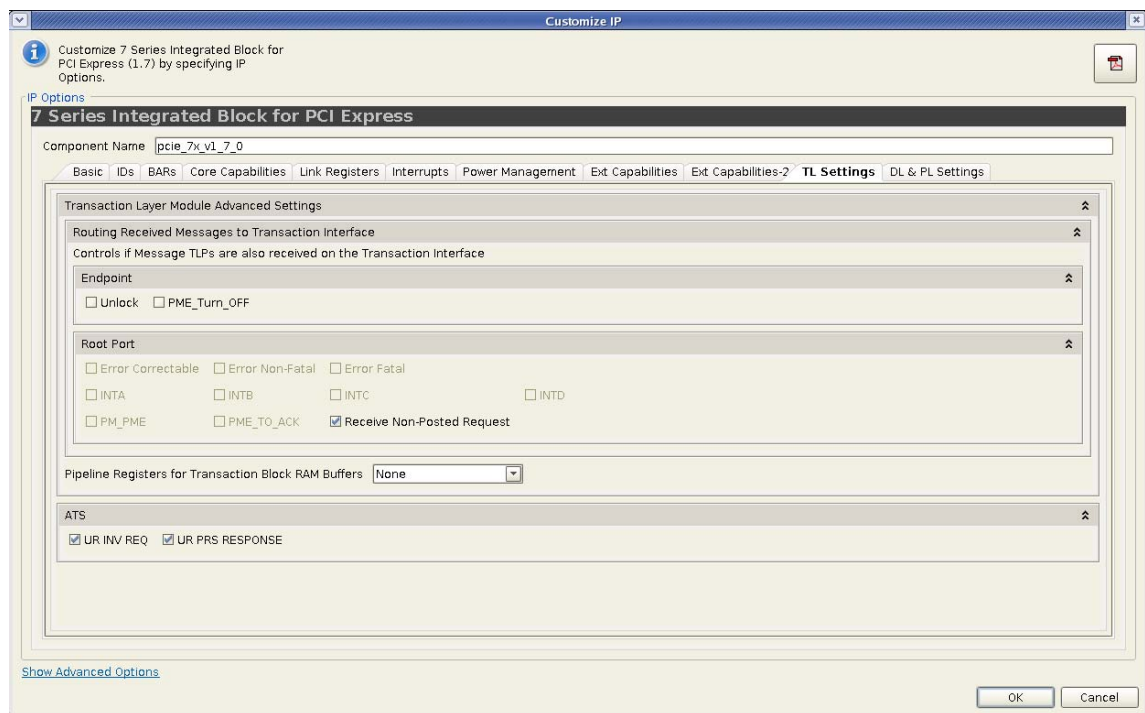 Customize IP
Customize 7 Series Integrated Block for
PCI Express (1.7) by specifying IP
Options.
IP Options
7 Series Integrated Block for PCI Express
Component Name pcie_7x_v1_7_0
Basic IDs BARs Core Capabilities Link Registers Interrupts Power Management Ext Capabilities Ext Capabilities-2 TL Settings DL & PL Settings
Transaction Layer Module Advanced Settings
Routing Received Messages to Transaction Interface
Controls if Message TLPs are also received on the Transaction Interface
Endpoint
Unlock PME_Turn_OFF
Root Port
Error Correctable Error Non-Fatal Error Fatal
INTA INTB INTC INTD
PM_PME PME_TO_ACK Receive Non-Posted Request
Pipeline Registers for Transaction Block RAM Buffers None
ATS
UR INV REQ UR PRS RESPONSE
Show Advanced Options
OK Cancel